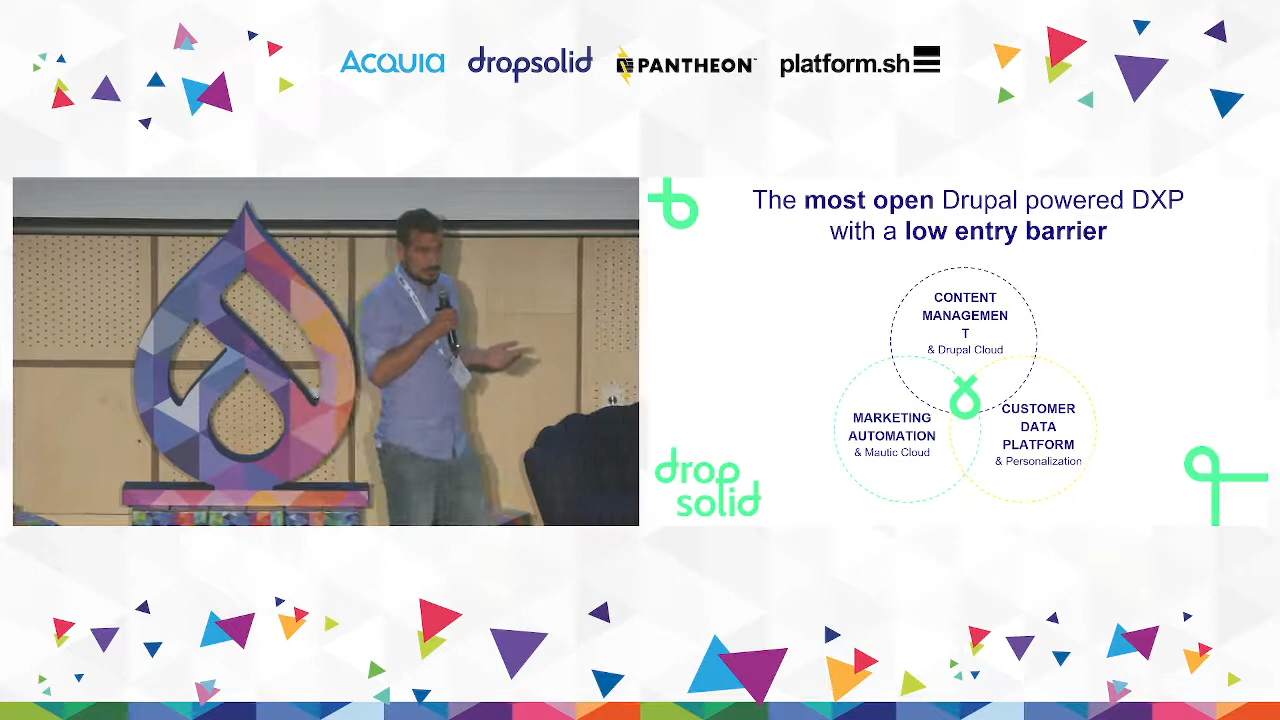 ACQUIA dropsolid PANTHEON platform.sh
The most open Drupal powered DXP
with a low entry barrier
CONTENT
MANAGEMEN
T
& Drupal Cloud
MARKETING
AUTOMATION
& Mautic Cloud
CUSTOMER
DATA
PLATFORM
& Personalization
drop
solid